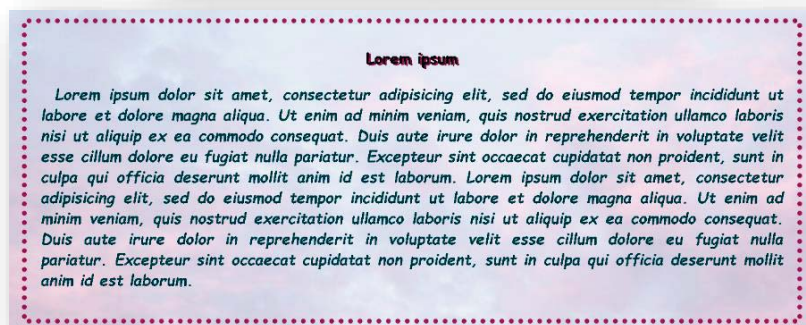 Lorem ipsum
Lorem ipsum dolor sit amet, consectetur adipisicing elit, sed do eiusmod tempor incididunt ut
labore et dolore magna aliqua. Ut enim ad minim veniam, quis nostrud exercitation ullamco laboris
nisi ut aliquip ex ea commodo consequat. Duis aute irure dolor in reprehenderit in voluptate velit
esse cillum dolore eu fugiat nulla pariatur. Excepteur sint occaecat cupidatat non proident, sunt in
culpa qui officia deserunt mollit anim id est laborum. Lorem ipsum dolor sit amet, consectetur
adipisicing elit, sed do eiusmod tempor incididunt ut labore et dolore magna aliqua. Ut enim ad
minim veniam, quis nostrud exercitation ullamco laboris nisi ut aliquip ex ea commodo consequat.
Duis aute irure dolor in reprehenderit in voluptate velit esse cillum dolore eu fugiat nulla
pariatur. Excepteur sint occaecat cupidatat non proident, sunt in culpa qui officia deserunt mollit
anim id est laborum.